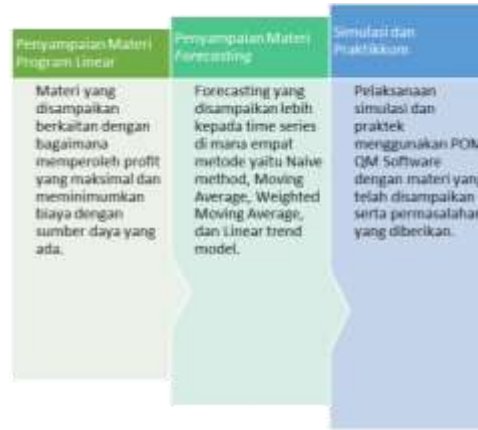 Penyampaian Materi
Program Linear
Materi yang
disampaikan
berkaitan dengan
bagaimana
memperoleh profit
yang maksimal dan
meminimumkan
biaya dengan
sumber daya yang
ada.
Penyampaian Materi
Forecasting
Forecasting yang
disampaikan lebih
kepada time series
di mana empat
metode yaitu Naive
method, Moving
Average, Weighted
Moving Average,
dan Linear trend
model.
Simulasi dan
Praktikkum
Pelaksanaan
simulasi dan
praktek
menggunakan POM
QM Software
dengan materi yang
telah disampaikan
serta permasalahan
yang diberikan.